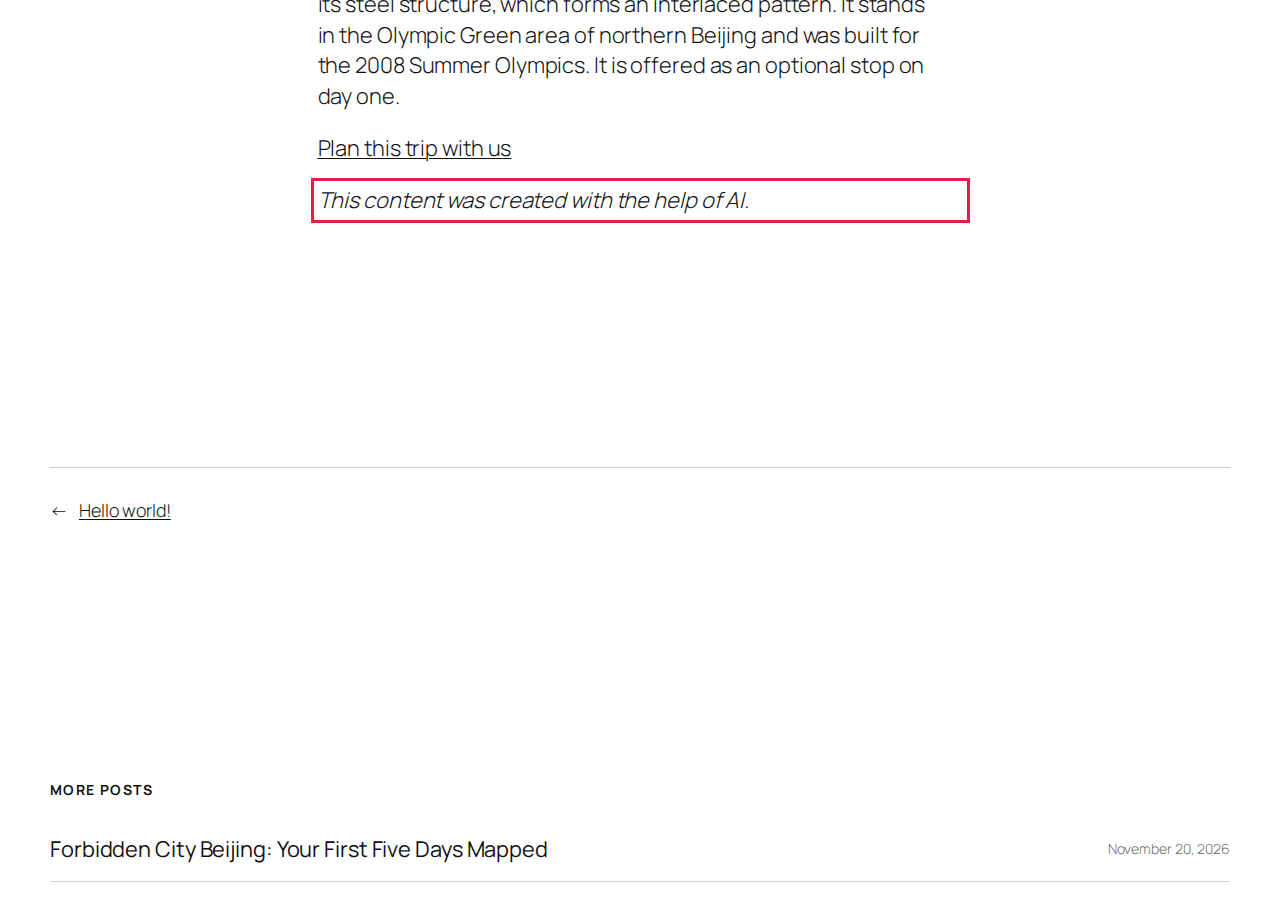 its steel structure, which forms an interlaced pattern. It stands
in the Olympic Green area of northern Beijing and was built for
the 2008 Summer Olympics. It is offered as an optional stop on
day one.
Plan this trip with us
This content was created with the help of AI.
← Hello world!
MORE POSTS
Forbidden City Beijing: Your First Five Days Mapped
November 20, 2026